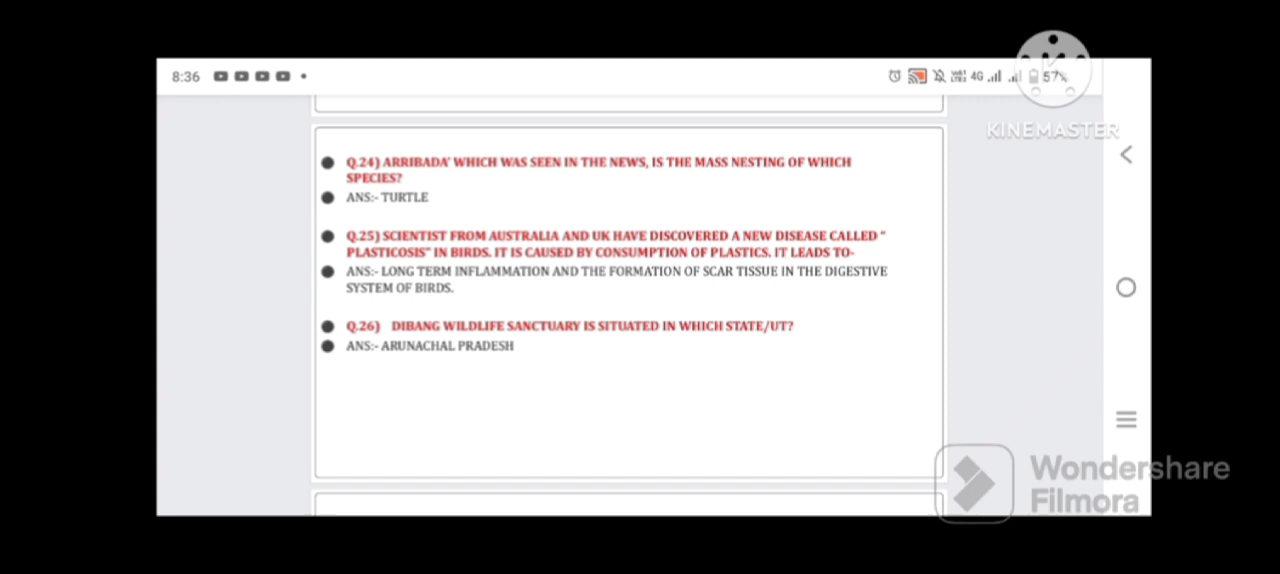 8:36
4G
57%
KINEMASTER
Q.24) ARRIBADA' WHICH WAS SEEN IN THE NEWS, IS THE MASS NESTING OF WHICH
SPECIES?
ANS:- TURTLE
Q.25) SCIENTIST FROM AUSTRALIA AND UK HAVE DISCOVERED A NEW DISEASE CALLED "
PLASTICOSIS" IN BIRDS. IT IS CAUSED BY CONSUMPTION OF PLASTICS. IT LEADS TO-
ANS:- LONG TERM INFLAMMATION AND THE FORMATION OF SCAR TISSUE IN THE DIGESTIVE
SYSTEM OF BIRDS.
Q.26) DIBANG WILDLIFE SANCTUARY IS SITUATED IN WHICH STATE/UT?
ANS:- ARUNACHAL PRADESH
Wondershare
Filmora